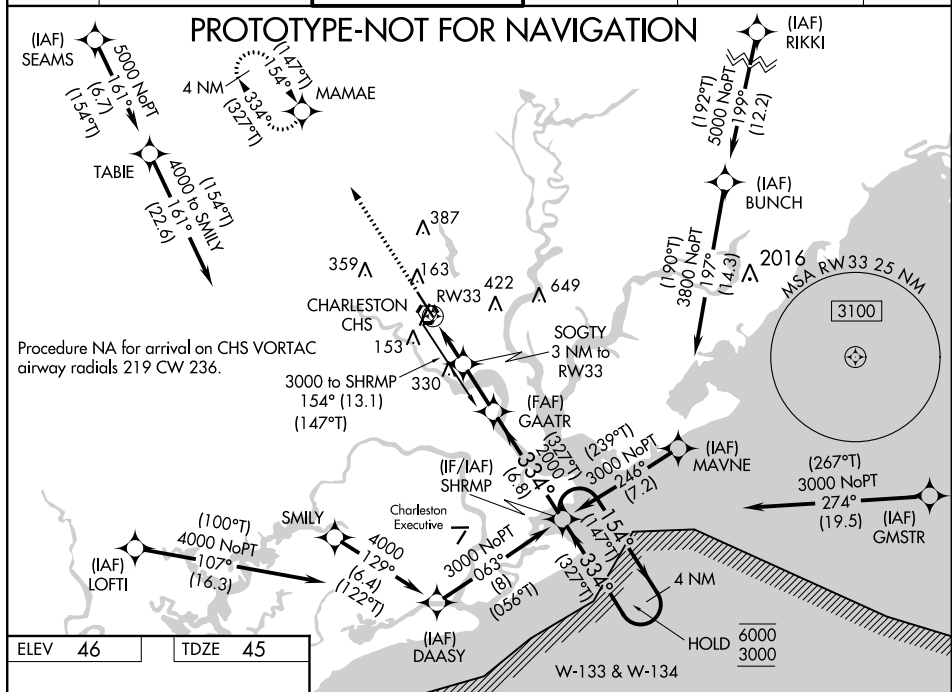 PROTOTYPE-NOT FOR NAVIGATION
(IAF)
SEAMS
5000 NoPT
161°
(6.7)
(154°T)
TABIE
4000 to SMILY
(154°T)
161°
(22.6)
4 NM
(147°T)
154°
334°
(327°T)
MAMAE
(IAF)
RIKKI
(192°T)
5000 NoPT
199°
(12.2)
(IAF)
BUNCH
(190°T)
3800 NoPT
197°
(14.3)
2016
MSA RW33 25 NM
3100
387
359
163
422
649
CHARLESTON
CHS
RW33
153
330
SOGTY
3 NM to
RW33
Procedure NA for arrival on CHS VORTAC
airway radials 219 CW 236.
3000 to SHRMP
154° (13.1)
(147°T)
(FAF)
GAATR
(327°T)
2000
334°
(6.8)
(IF/IAF)
SHRMP
(239°T)
3000 NoPT
246°
(7.2)
(IAF)
MAVNE
(267°T)
3000 NoPT
274°
(19.5)
(IAF)
GMSTR
Charleston
Executive
SMILY
(100°T)
4000 NoPT
107°
(16.3)
(IAF)
LOFTI
4000
129°
(6.4)
(122°T)
3000 NoPT
063°
(8)
(056°T)
(IAF)
DAASY
154°
(147°T)
334°
(327°T)
4 NM
HOLD
6000
3000
W-133 & W-134
ELEV 46
TDZE 45